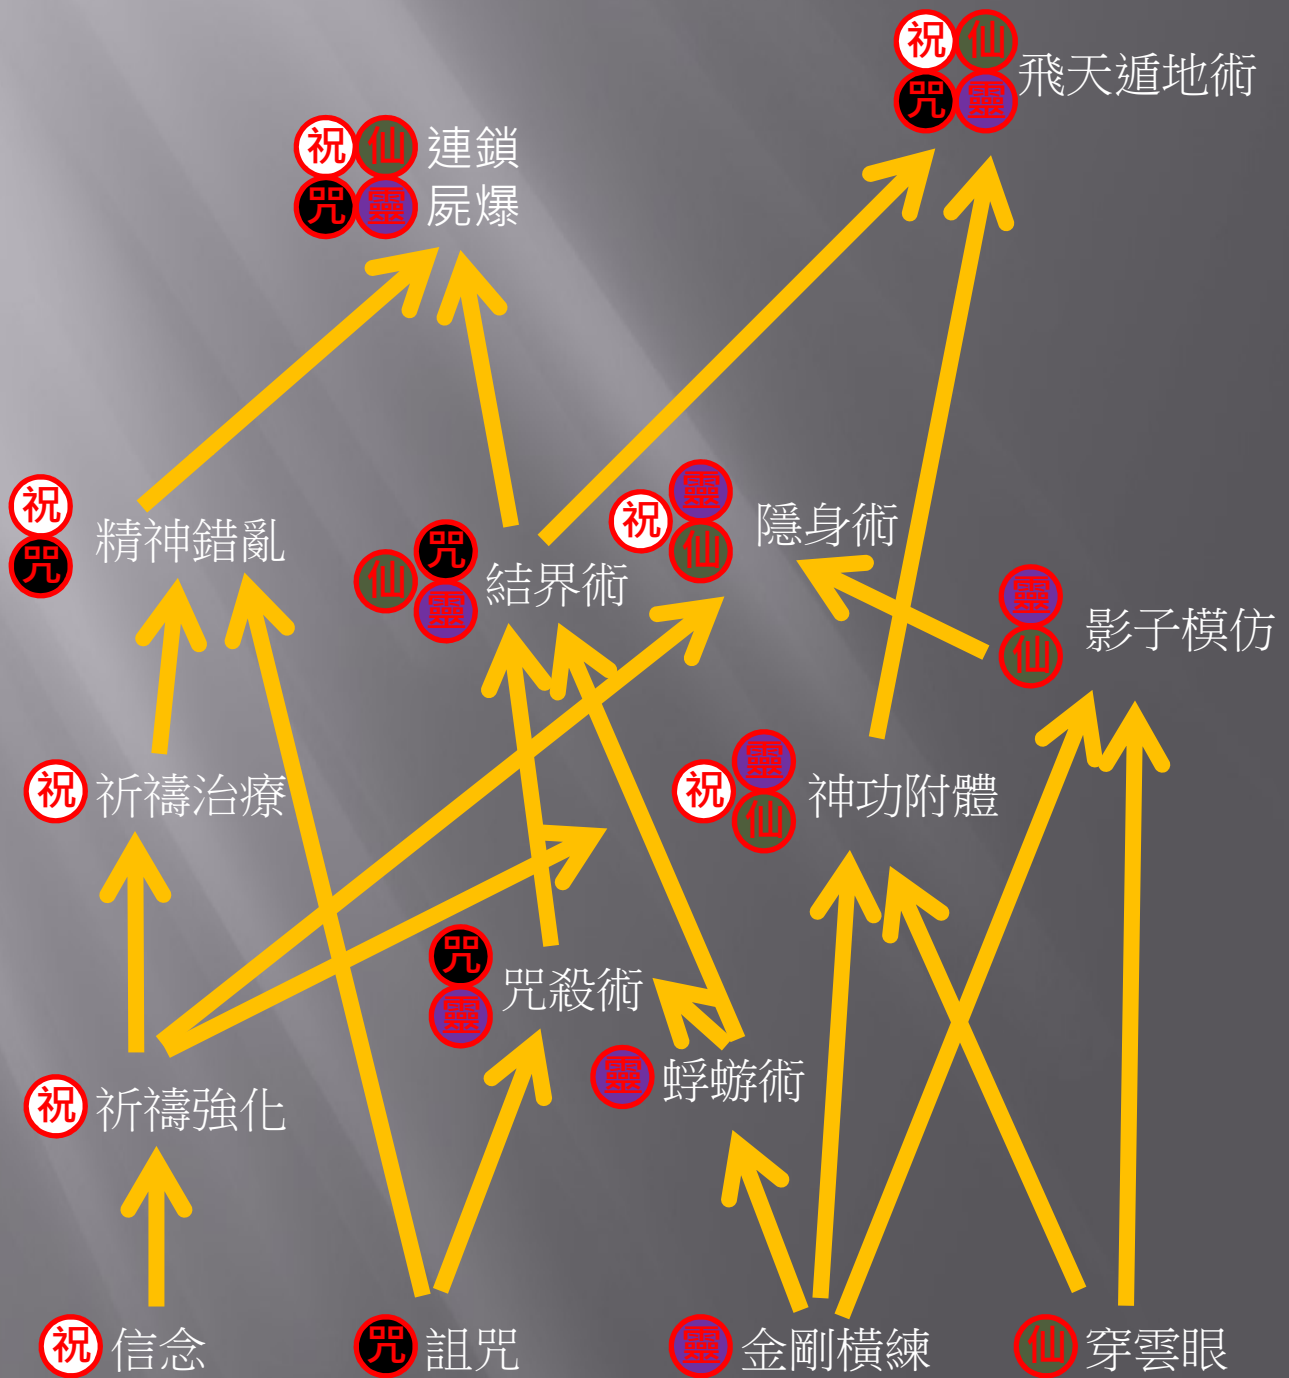 祝仙
飛天遁地術
咒靈
祝仙
連鎖
咒靈
屍爆
祝
咒
精神錯亂
仙
咒
靈
結界術
祝
靈
仙
隱身術
靈
仙
影子模仿
祝
祈禱治療
祝
靈
仙
神功附體
咒
靈
咒殺術
靈
蜉蝣術
祝
祈禱強化
祝
信念
咒
詛咒
靈
金剛橫練
仙
穿雲眼